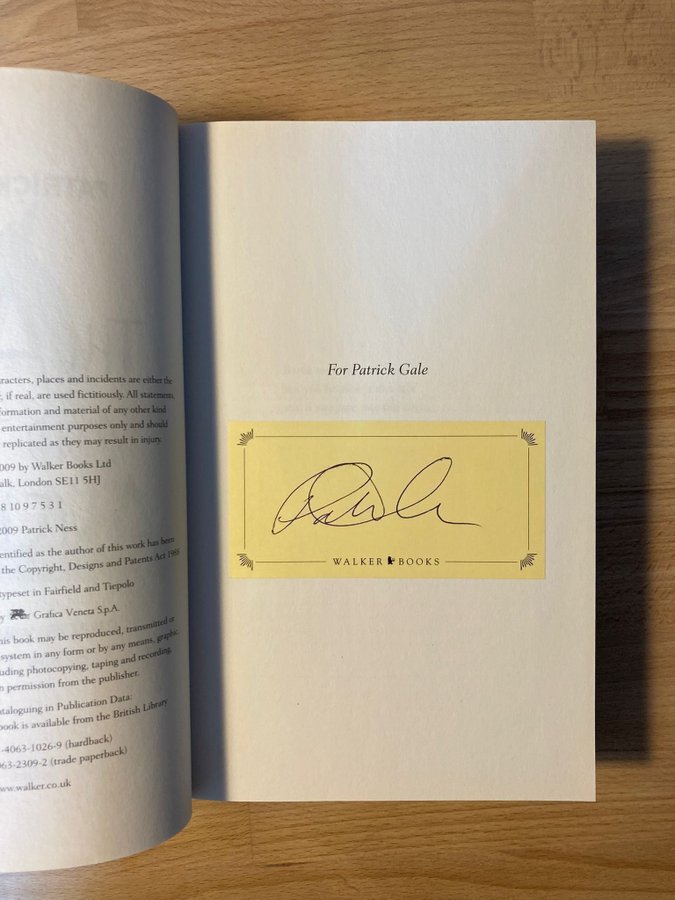 racters, places and incidents are either the
, if real, are used fictitiously. All statements,
formation and material of any other kind
entertainment purposes only and should
replicated as they may result in injury.
009 by Walker Books Ltd
alk, London SE11 5HJ
8 10 9 7 5 3 1
2009 Patrick Ness
entified as the author of this work has been
the Copyright, Designs and Patents Act 1988
typeset in Fairfield and Tiepolo
y Grafica Veneta S.p.A.
his book may be reproduced, transmitted or
system in any form or by any means, graphic,
uding photocopying, taping and recording,
n permission from the publisher.
ataloguing in Publication Data:
book is available from the British Library
-4063-1026-9 (hardback)
063-2309-2 (trade paperback)
www.walker.co.uk
For Patrick Gale
WALKER BOOKS